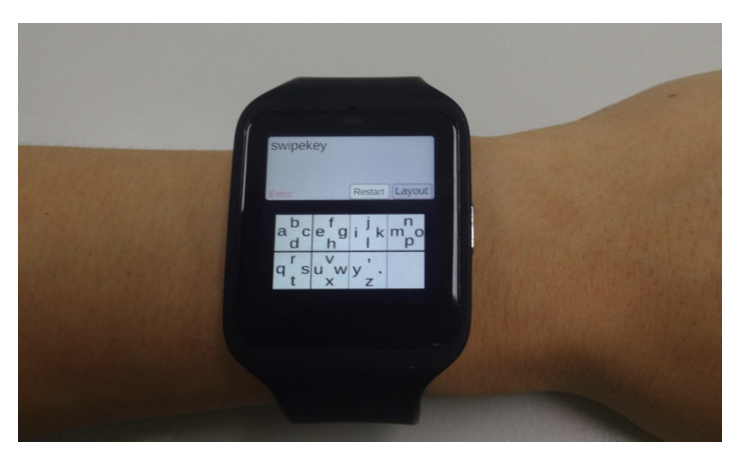 swipekey
Error:
Restart Layout
b f j n
a c e g i k m o
d h l p
r v ,
q s u w y .
t x z